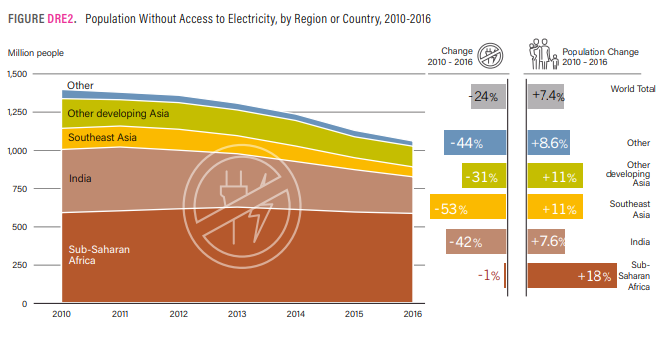 FIGURE DRE2. Population Without Access to Electricity, by Region or Country, 2010-2016
Million people
1,500
1,250
1,000
750
500
250
0
Other
Other developing Asia
Southeast Asia
India
Sub-Saharan
Africa
2010 2011 2012 2013 2014 2015 2016
Change
2010 - 2016
Population Change
2010 - 2016
-24% +7.4% World Total
-44% +8.6% Other
-31% +11% Other
developing
Asia
-53% +11% Southeast
Asia
-42% +7.6% India
-1% +18% Sub-
Saharan
Africa